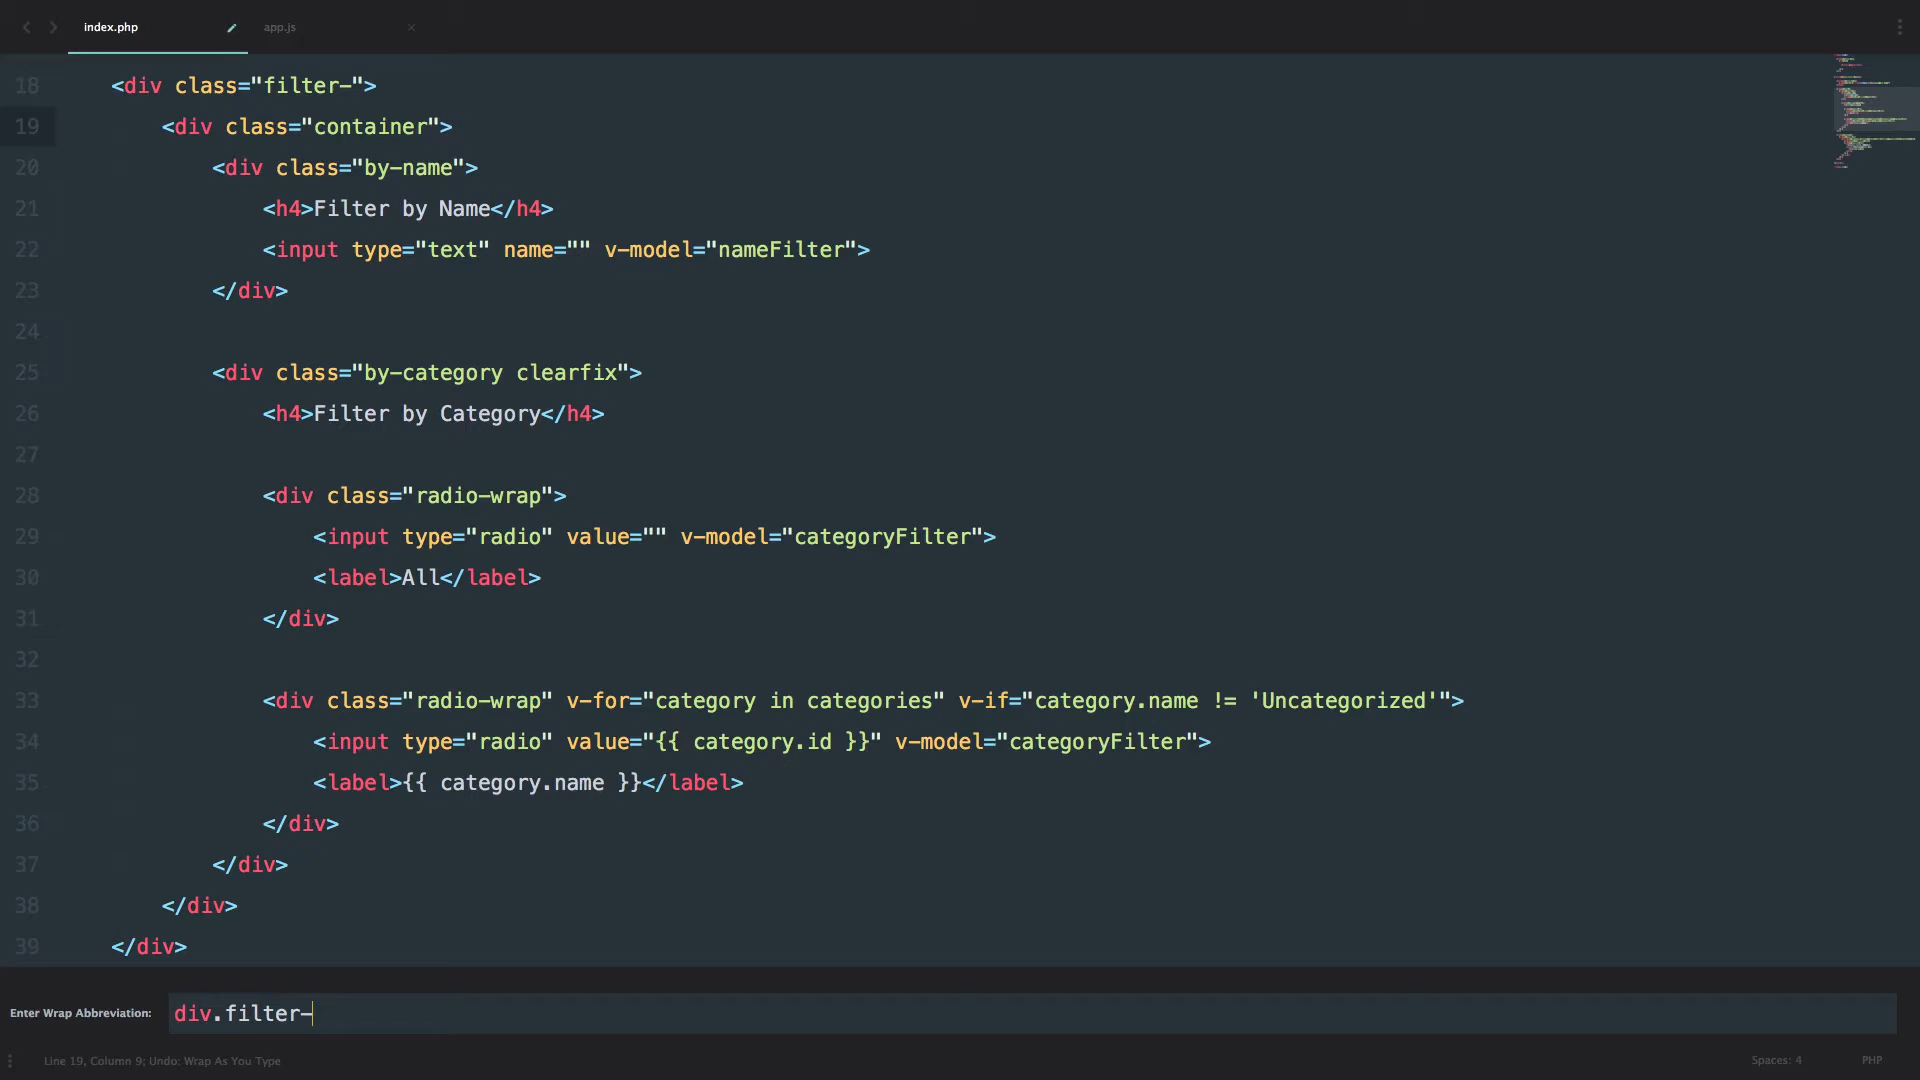 index.php app.js
18 <div class="filter-">
19 <div class="container">
20 <div class="by-name">
21 <h4>Filter by Name</h4>
22 <input type="text" name="" v-model="nameFilter">
23 </div>
24
25 <div class="by-category clearfix">
26 <h4>Filter by Category</h4>
27
28 <div class="radio-wrap">
29 <input type="radio" value="" v-model="categoryFilter">
30 <label>All</label>
31 </div>
32
33 <div class="radio-wrap" v-for="category in categories" v-if="category.name != 'Uncategorized'">
34 <input type="radio" value="{{ category.id }}" v-model="categoryFilter">
35 <label>{{ category.name }}</label>
36 </div>
37 </div>
38 </div>
39 </div>
Enter Wrap Abbreviation: div.filter-
Line 19, Column 9; Undo: Wrap As You Type Spaces: 4 PHP